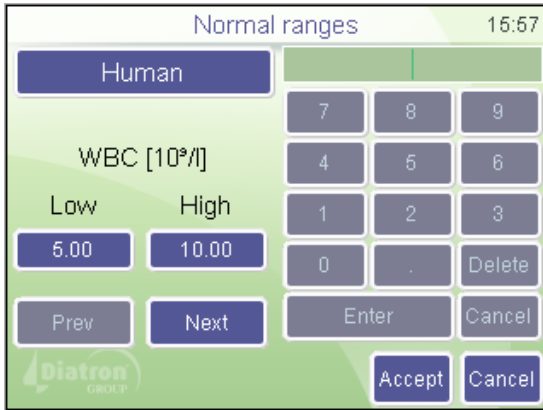 Normal ranges 15:57
Human
WBC [10⁹/l]
Low High
5.00 10.00
Prev Next
7 8 9
4 5 6
1 2 3
0 . Delete
Enter Cancel
Diatron
GROUP
Accept Cancel